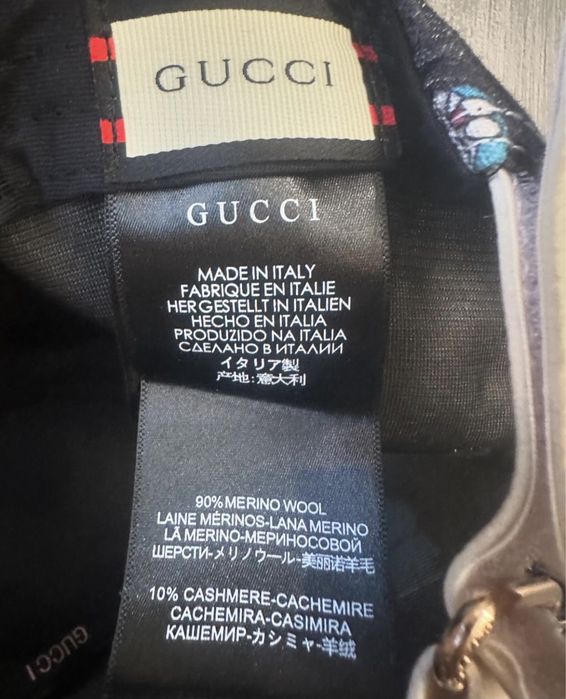 GUCCI
GUCCI
MADE IN ITALY
FABRIQUE EN ITALIE
HERGESTELLT IN ITALIEN
HECHO EN ITALIA
PRODUZIDO NA ITALIA
СДЕЛАНО В ИТАЛИИ
イタリア製
产地:意大利
90% MERINO WOOL
LAINE MÉRINOS-LANA MERINO
LÃ MERINO-МЕРИНОСОВОЙ
ШЕРСТИ-メリノウール-美丽诺羊毛
10% CASHMERE-CACHEMIRE
CACHEMIRA-CASIMIRA
КАШЕМИР-カシミヤ-羊绒
GUCCI